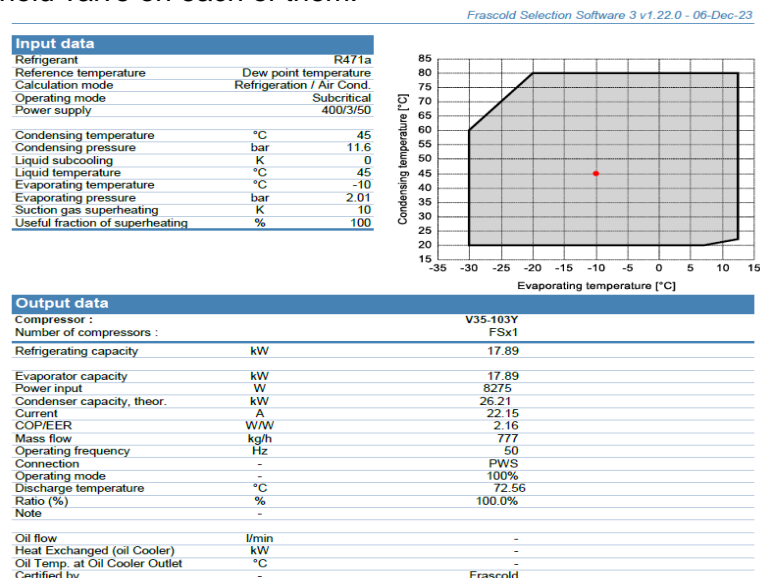 hold valve on each of them.
Frascold Selection Software 3 v1.22.0 - 06-Dec-23
Input data
Refrigerant R471a
Reference temperature Dew point temperature
Calculation mode Refrigeration / Air Cond.
Operating mode Subcritical
Power supply 400/3/50
Condensing temperature °C 45
Condensing pressure bar 11.6
Liquid subcooling K 0
Liquid temperature °C 45
Evaporating temperature °C -10
Evaporating pressure bar 2.01
Suction gas superheating K 10
Useful fraction of superheating % 100
Condensing temperature [°C]
85
80
75
70
65
60
55
50
45
40
35
30
25
20
15
-35 -30 -25 -20 -15 -10 -5 0 5 10 15
Evaporating temperature [°C]
Output data
Compressor : V35-103Y
Number of compressors : FSx1
Refrigerating capacity kW 17.89
Evaporator capacity kW 17.89
Power input W 8275
Condenser capacity, theor. kW 26.21
Current A 22.15
COP/EER W/W 2.16
Mass flow kg/h 777
Operating frequency Hz 50
Connection - PWS
Operating mode - 100%
Discharge temperature °C 72.56
Ratio (%) % 100.0%
Note -
Oil flow l/min -
Heat Exchanged (oil Cooler) kW -
Oil Temp. at Oil Cooler Outlet °C -
Certified by - Frascold